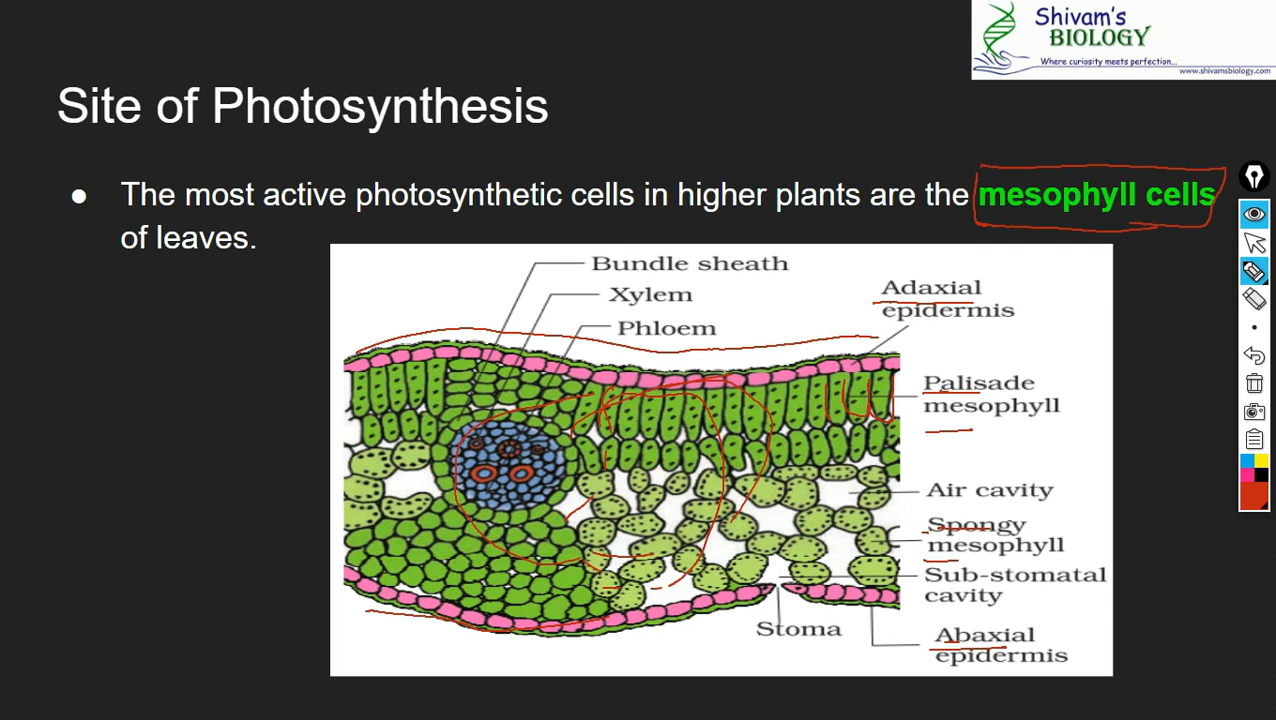 Shivam's
BIOLOGY
Where curiosity meets perfection...
www.shivamsbiology.com
Site of Photosynthesis
● The most active photosynthetic cells in higher plants are the mesophyll cells
of leaves.
Bundle sheath
Xylem
Phloem
Adaxial
epidermis
Palisade
mesophyll
Air cavity
Spongy
mesophyll
Sub-stomatal
cavity
Stoma
Abaxial
epidermis